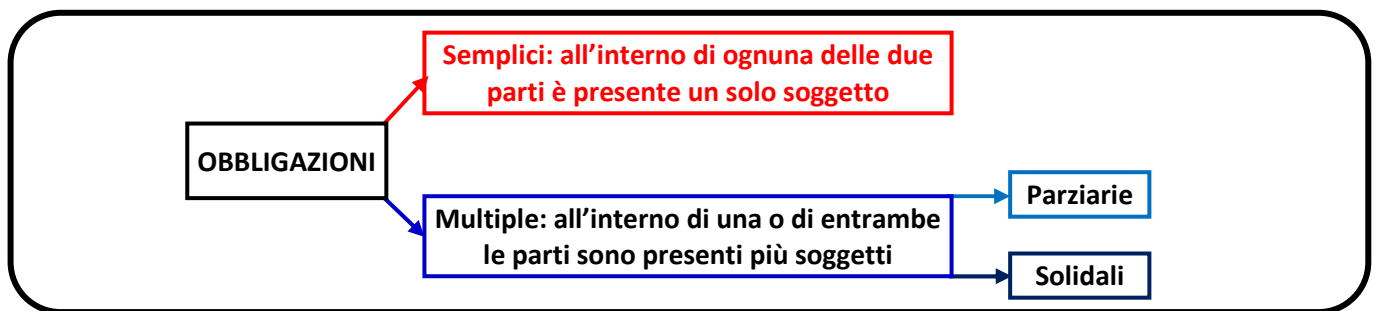 Semplici: all’interno di ognuna delle due
parti è presente un solo soggetto
OBBLIGAZIONI
Multiple: all’interno di una o di entrambe
le parti sono presenti più soggetti
Parziarie
Solidali